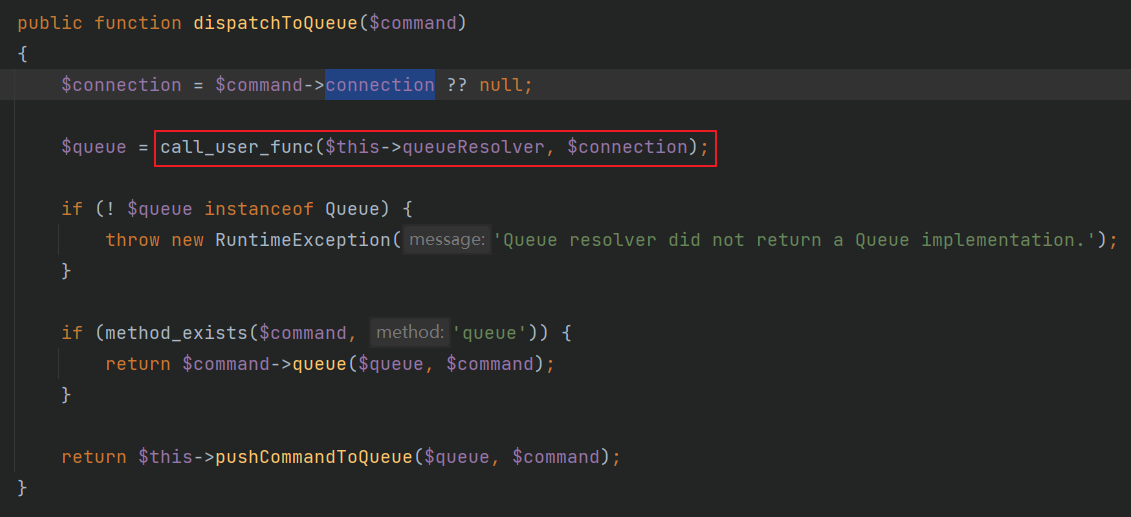 public function dispatchToQueue($command)
{
    $connection = $command->connection ?? null;
    $queue = call_user_func($this->queueResolver, $connection);
    if (! $queue instanceof Queue) {
        throw new RuntimeException( message: 'Queue resolver did not return a Queue implementation.');
    }
    if (method_exists($command, method: 'queue')) {
        return $command->queue($queue, $command);
    }
    return $this->pushCommandToQueue($queue, $command);
}